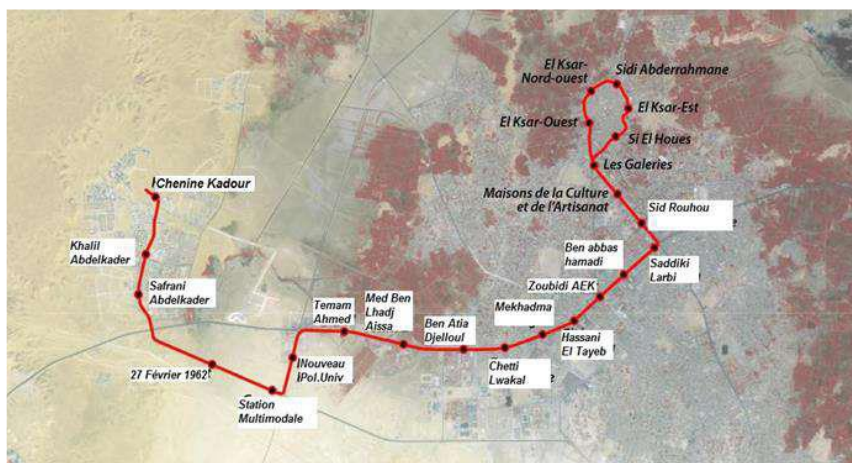 El Ksar-
Nord-ouest
Sidi Abderrahmane
El Ksar-Est
El Ksar-Ouest
Si El Houes
Les Galeries
Maisons de la Culture
et de l'Artisanat
Sid Rouhou
Ben abbas
hamadi
Saddiki
Larbi
Zoubidi AEK
Mekhadma
Hassani
El Tayeb
Chetti
Lwakal
Ben Atia
Djelloul
Med Ben
Lhadj
Aissa
Temam
Ahmed
Nouveau
Pol.Univ
Station
Multimodale
27 Février 1962
Safrani
Abdelkader
Khalil
Abdelkader
Chenine Kadour